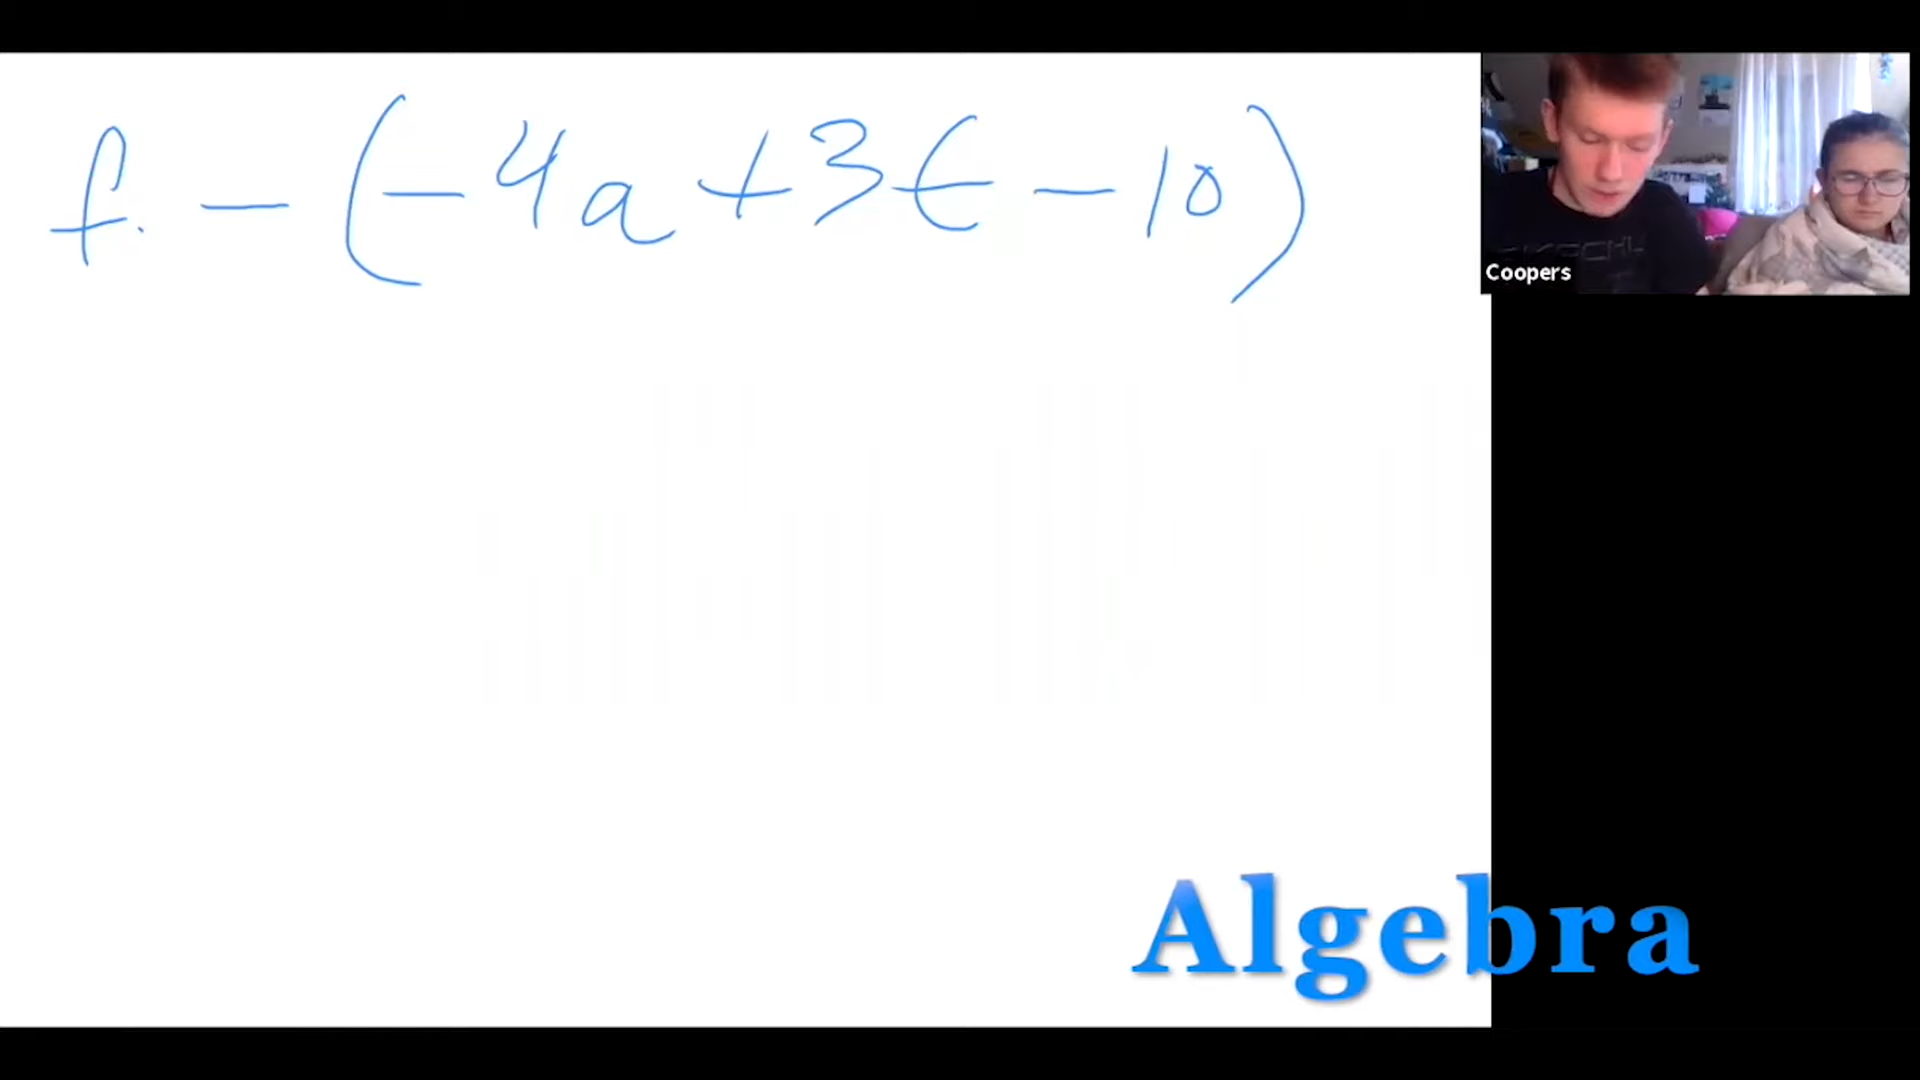 f. - (-4a + 3t - 10)
Coopers
Algebra